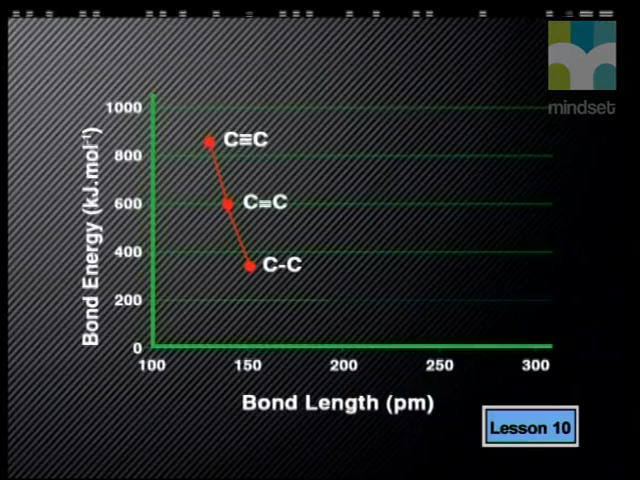 mindset
1000
800
600
400
200
0
Bond Energy (kJ.mol⁻¹)
C≡C
C=C
C-C
100 150 200 250 300
Bond Length (pm)
Lesson 10